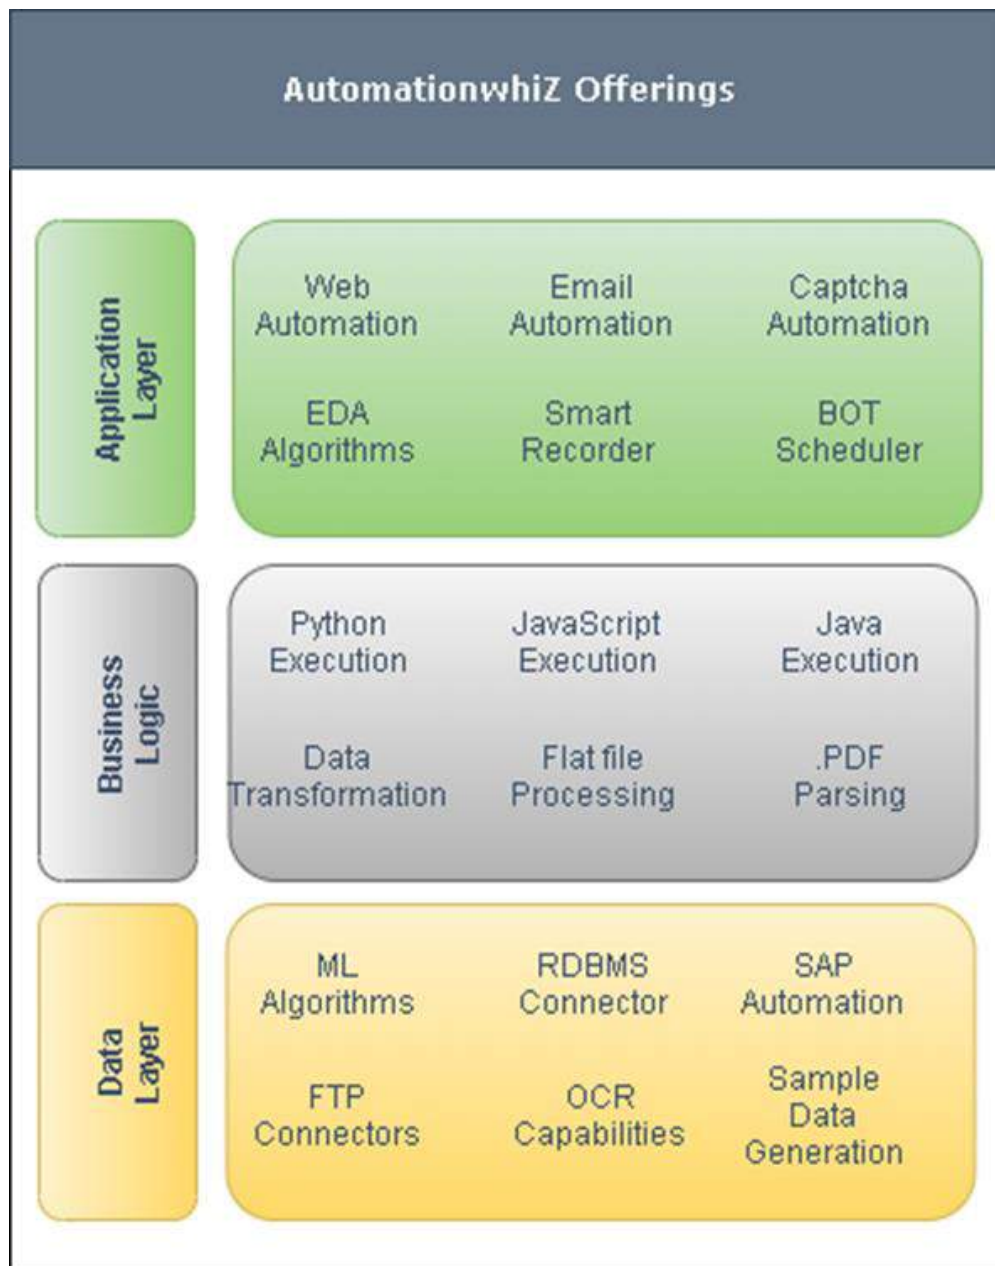 AutomationwhiZ Offerings
Application
Layer
Web
Automation
Email
Automation
Captcha
Automation
EDA
Algorithms
Smart
Recorder
BOT
Scheduler
Business
Logic
Python
Execution
JavaScript
Execution
Java
Execution
Data
Transformation
Flat file
Processing
.PDF
Parsing
Data
Layer
ML
Algorithms
RDBMS
Connector
SAP
Automation
FTP
Connectors
OCR
Capabilities
Sample
Data
Generation